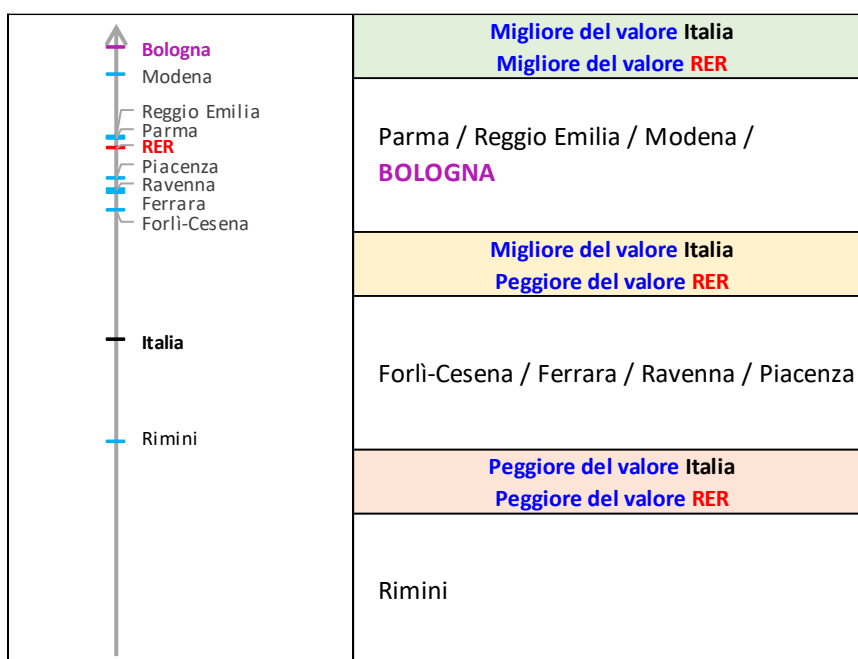 Bologna
Modena
Reggio Emilia
Parma
RER
Piacenza
Ravenna
Ferrara
Forlì-Cesena
Italia
Rimini
Migliore del valore Italia
Migliore del valore RER
Parma / Reggio Emilia / Modena /
BOLOGNA
Migliore del valore Italia
Peggiore del valore RER
Forlì-Cesena / Ferrara / Ravenna / Piacenza
Peggiore del valore Italia
Peggiore del valore RER
Rimini